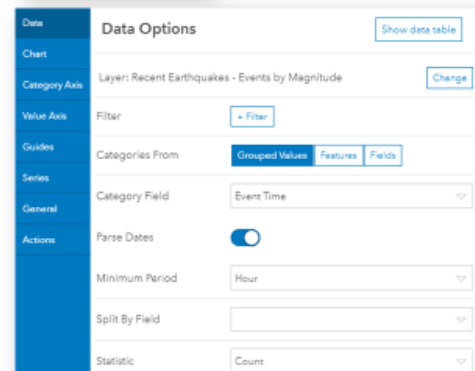 Data
Data Options
Show data table
Chart
Category Axis
Layer: Recent Earthquakes - Events by Magnitude
Change
Value Axis
Filter
+ Filter
Guides
Categories From
Grouped Values
Features
Fields
Series
General
Category Field
Event Time
Actions
Parse Dates
Minimum Period
Hour
Split By Field
Statistic
Count